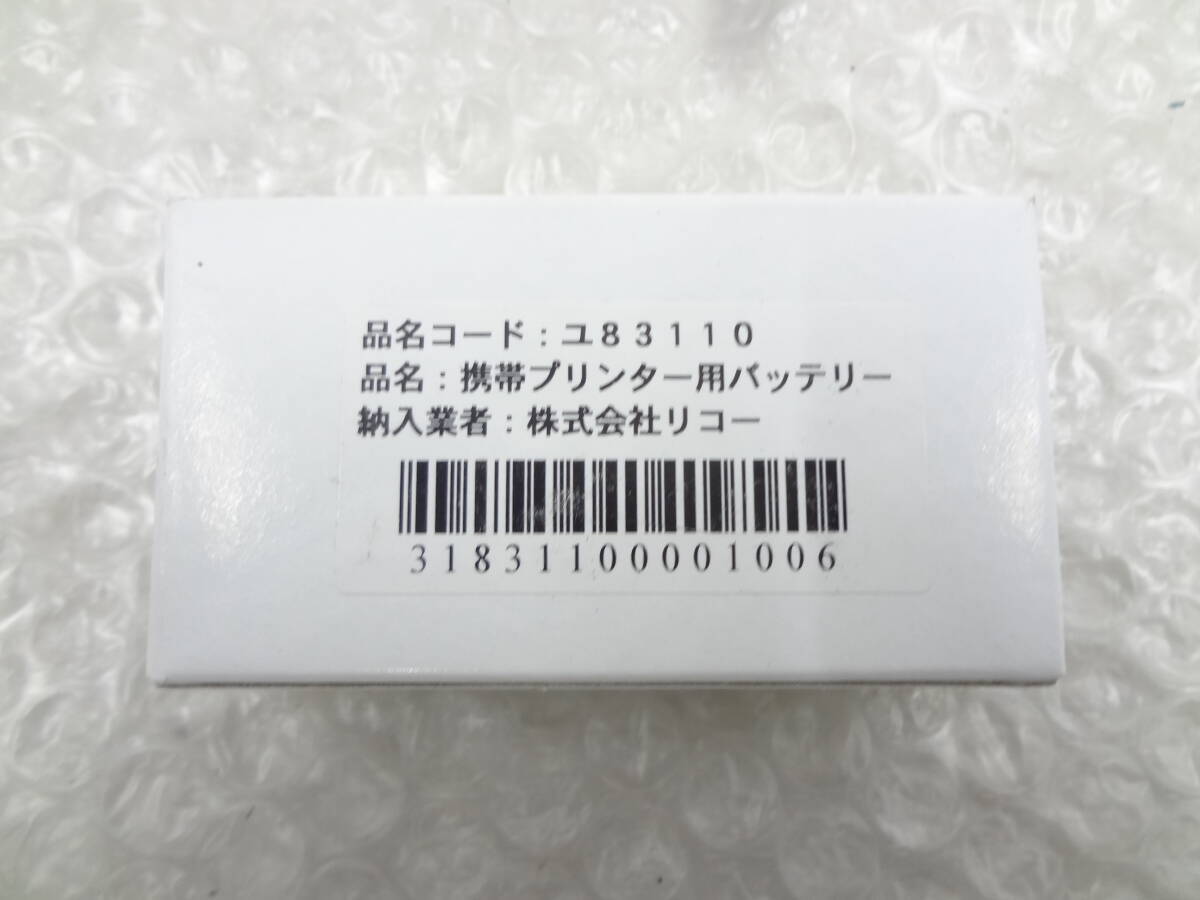 品名コード：ユ８３１１０
品名：携帯プリンター用バッテリー
納入業者：株式会社リコー
31831100001006